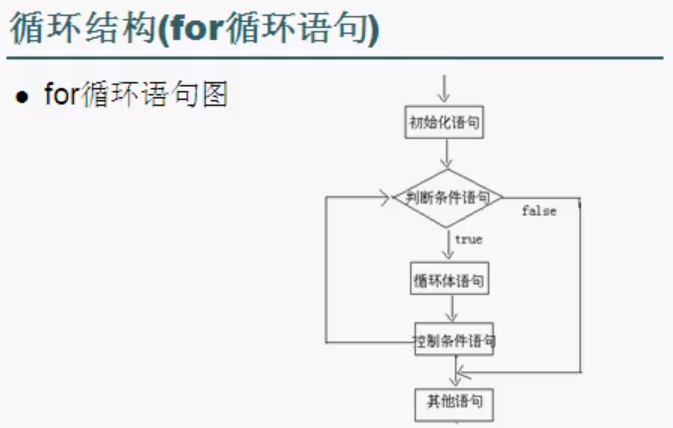 循环结构(for循环语句)
● for循环语句图
初始化语句
判断条件语句
false
true
循环体语句
控制条件语句
其他语句